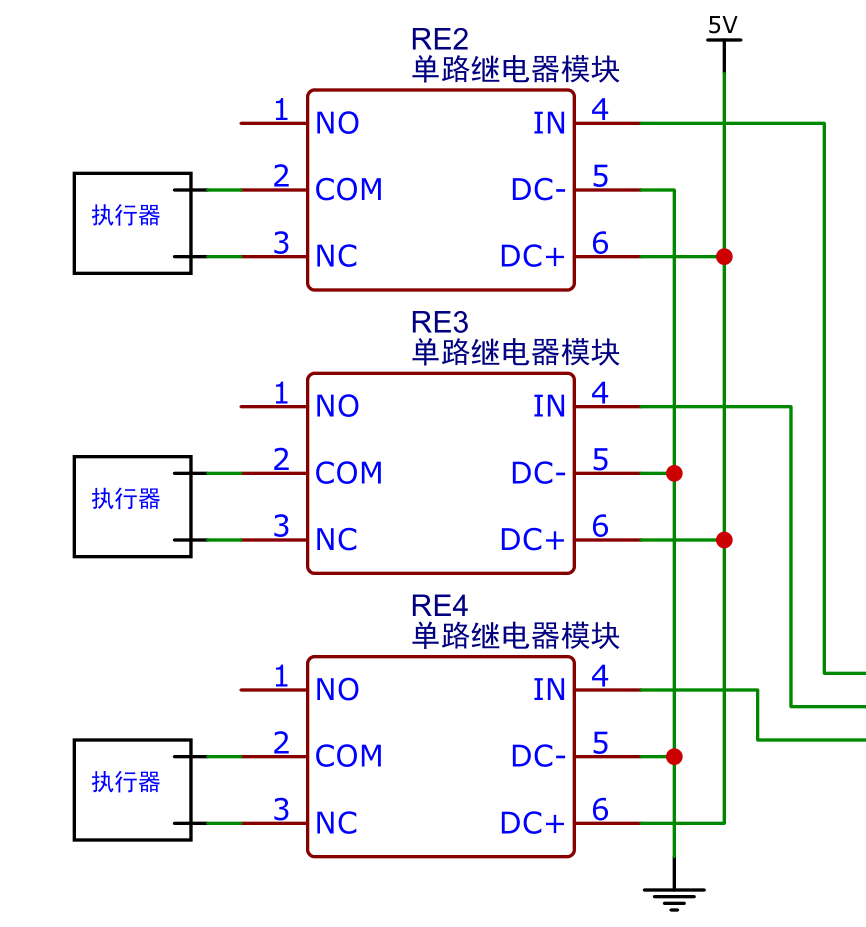 5V
RE2
单路继电器模块
1 NO IN 4
2 COM DC- 5
3 NC DC+ 6
执行器
RE3
单路继电器模块
1 NO IN 4
2 COM DC- 5
3 NC DC+ 6
执行器
RE4
单路继电器模块
1 NO IN 4
2 COM DC- 5
3 NC DC+ 6
执行器